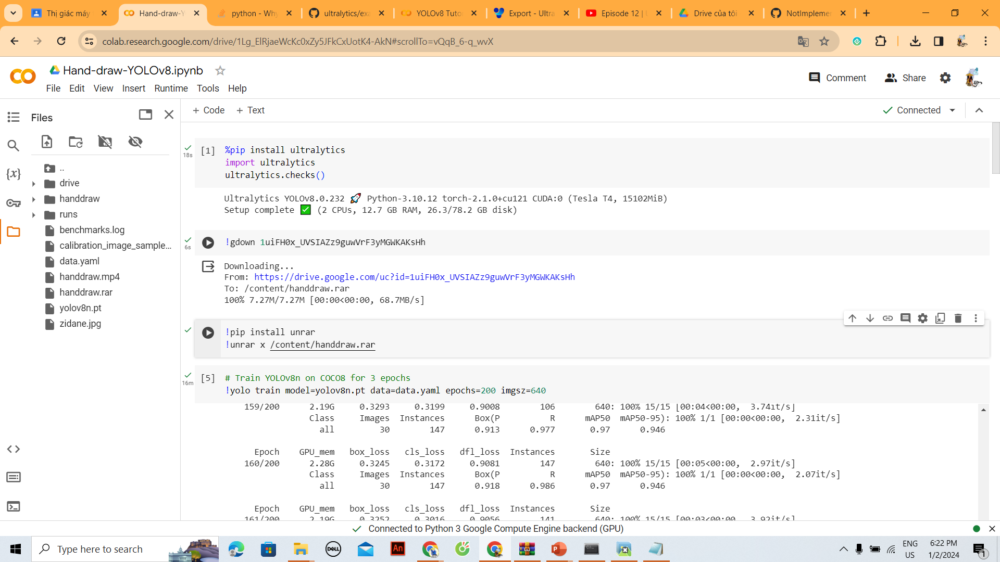 Thị giác máy
Hand-draw-Y
python - Why
ultralytics/exa
YOLOv8 Tuto
Export - Ultra
Episode 12 |
Drive của tôi
NotImplemer
colab.research.google.com/drive/1Lg_ElRjaeWcKc0xZy5JFkCxUotK4-AkN#scrollTo=vQqB_6-q_wvX
Hand-draw-YOLOv8.ipynb
File Edit View Insert Runtime Tools Help
Comment
Share
Files
+ Code + Text
Connected
..
drive
handdraw
runs
benchmarks.log
calibration_image_sample...
data.yaml
handdraw.mp4
handdraw.rar
yolov8n.pt
zidane.jpg
18s
[1] %pip install ultralytics
import ultralytics
ultralytics.checks()
Ultralytics YOLOv8.0.232 🚀 Python-3.10.12 torch-2.1.0+cu121 CUDA:0 (Tesla T4, 15102MiB)
Setup complete ✅ (2 CPUs, 12.7 GB RAM, 26.3/78.2 GB disk)
6s
!gdown 1uiFH0x_UVSIAZz9guwVrF3yMGWKAKsHh
Downloading...
From: https://drive.google.com/uc?id=1uiFH0x_UVSIAZz9guwVrF3yMGWKAKsHh
To: /content/handdraw.rar
100% 7.27M/7.27M [00:00<00:00, 68.7MB/s]
!pip install unrar
!unrar x /content/handdraw.rar
16m
[5] # Train YOLOv8n on COCO8 for 3 epochs
!yolo train model=yolov8n.pt data=data.yaml epochs=200 imgsz=640
159/200 2.19G 0.3293 0.3199 0.9008 106 640: 100% 15/15 [00:04<00:00, 3.74it/s]
Class Images Instances Box(P R mAP50 mAP50-95): 100% 1/1 [00:00<00:00, 2.31it/s]
all 30 147 0.913 0.977 0.97 0.946
Epoch GPU_mem box_loss cls_loss dfl_loss Instances Size
160/200 2.28G 0.3245 0.3172 0.9081 147 640: 100% 15/15 [00:05<00:00, 2.97it/s]
Class Images Instances Box(P R mAP50 mAP50-95): 100% 1/1 [00:00<00:00, 2.07it/s]
all 30 147 0.918 0.986 0.97 0.946
Epoch GPU_mem box_loss cls_loss dfl_loss Instances Size
161/200 2.19G 0.3252 0.3016 0.9056 141 640: 100% 15/15 [00:03<00:00, 3.92it/s]
Connected to Python 3 Google Compute Engine backend (GPU)
Type here to search
DELL
An
ENG
US
6:22 PM
1/2/2024
1